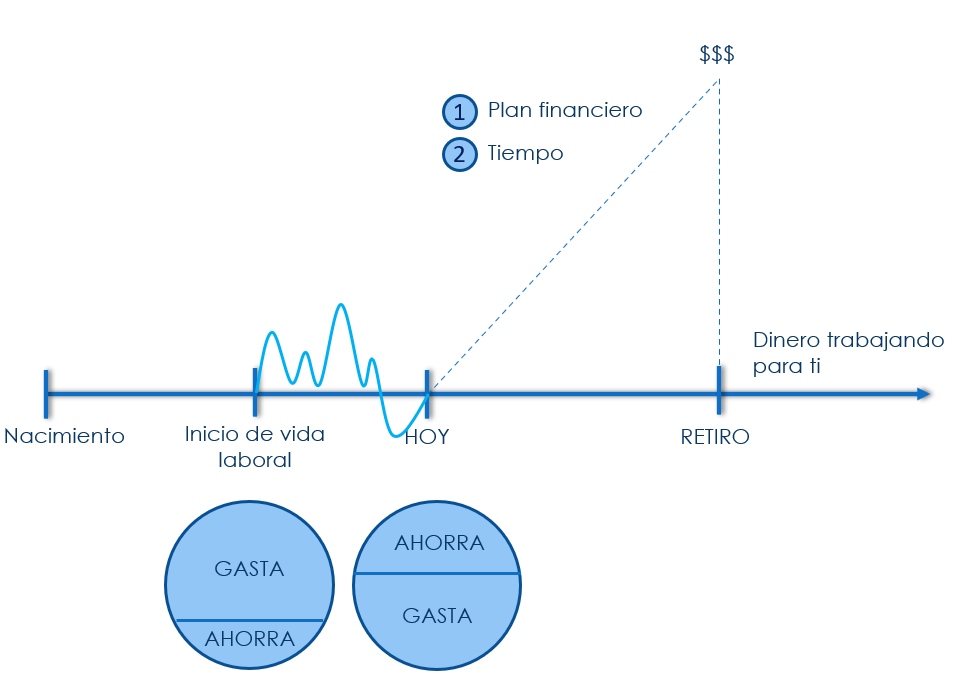 $$$
1 Plan financiero
2 Tiempo
Dinero trabajando
para ti
Nacimiento
Inicio de vida
laboral
HOY
RETIRO
GASTA
AHORRA
AHORRA
GASTA